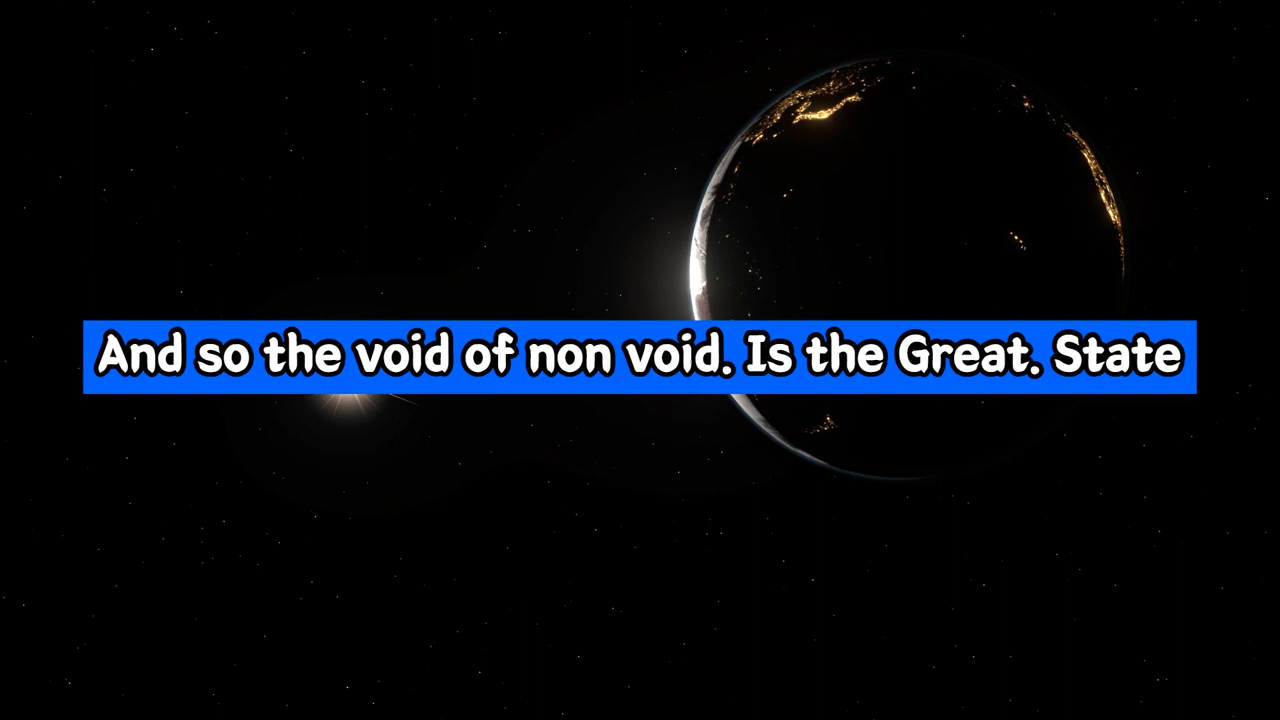 And so the void of non void. Is the Great. State